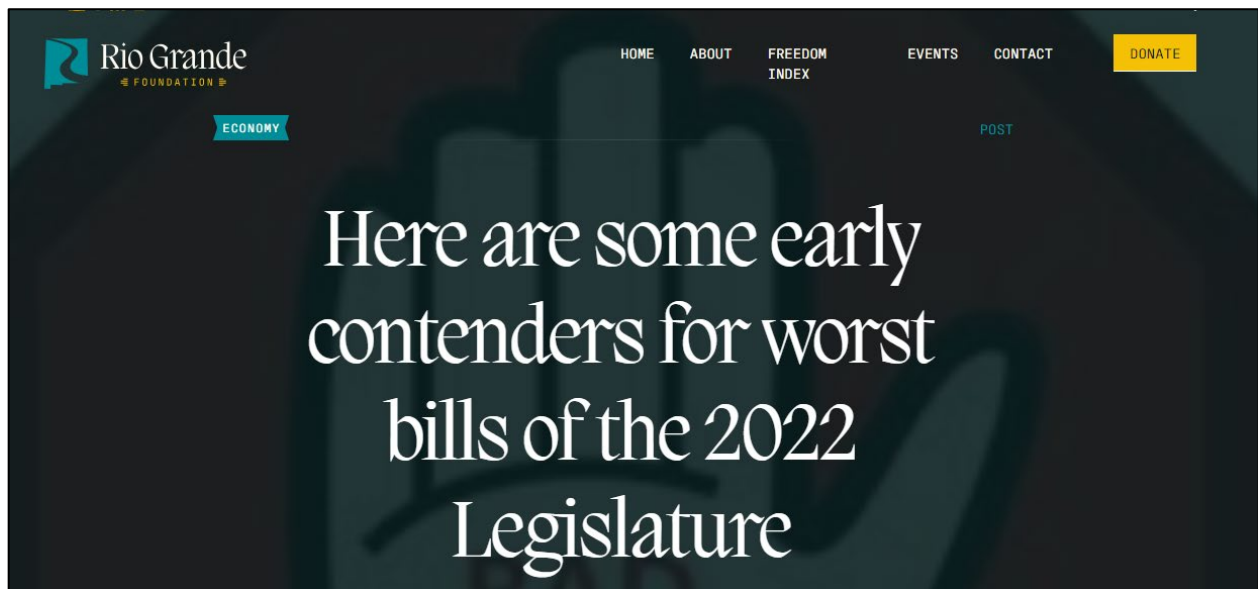 Rio Grande
FOUNDATION
HOME ABOUT FREEDOM INDEX EVENTS CONTACT DONATE
ECONOMY
POST
Here are some early
contenders for worst
bills of the 2022
Legislature
BAD